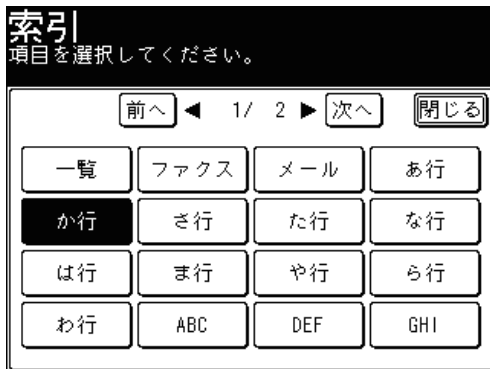 索引
項目を選択してください。
前へ ◀ 1/ 2 ▶ 次へ 閉じる
一覧 ファクス メール あ行
か行 さ行 た行 な行
は行 ま行 や行 ら行
わ行 ABC DEF GHI